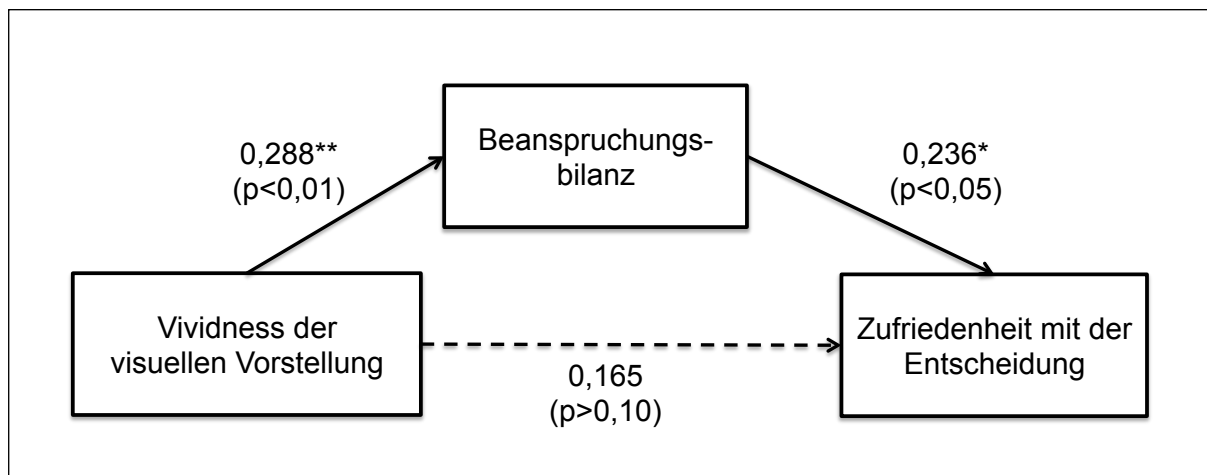 Beanspruchungs-
bilanz
0,288**
(p<0,01)
0,236*
(p<0,05)
Vividness der
visuellen Vorstellung
Zufriedenheit mit der
Entscheidung
0,165
(p>0,10)